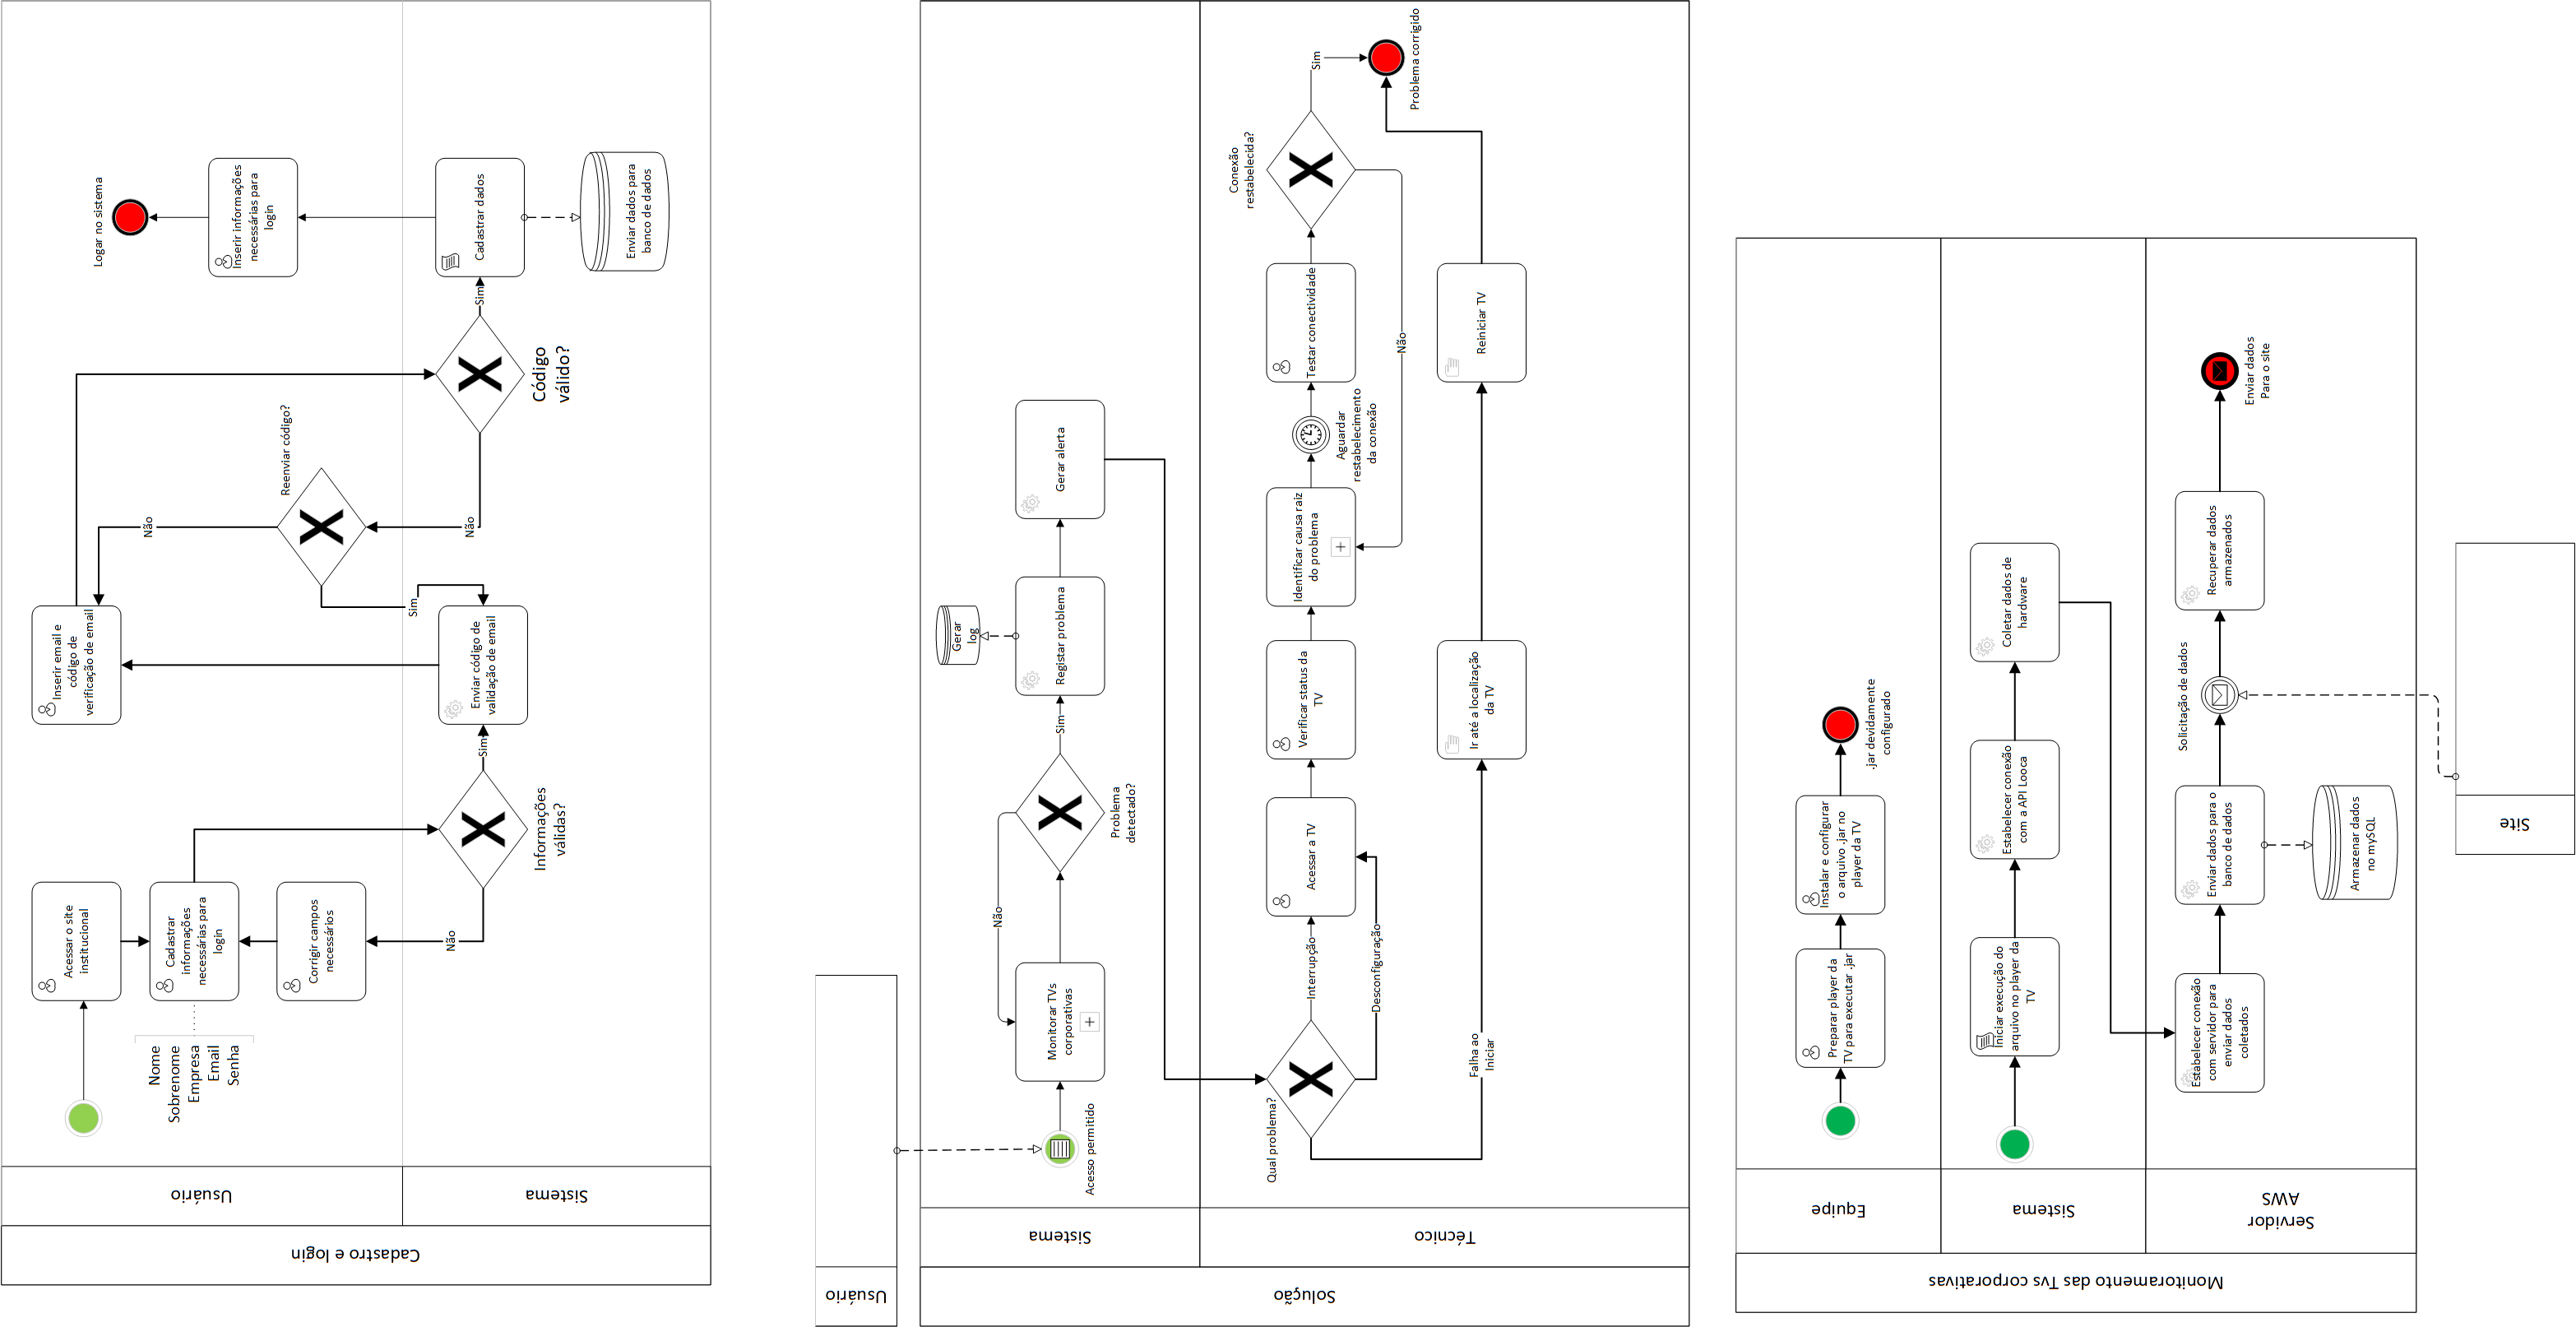 Cadastro e login
Usuário
Sistema
Nome
Sobrenome
Empresa
Email
Senha
Acessar o site
institucional
Cadastrar
informações
necessárias para
login
Corrigir campos
necessários
Não
Informações
válidas?
Sim
Enviar código de
validação de email
Inserir email e
código de
verificação de email
Sim
Não
Reenviar código?
Não
Código
válido?
Sim
Cadastrar dados
Enviar dados para
banco de dados
Inserir informações
necessárias para
login
Logar no sistema
Usuário
Solução
Sistema
Técnico
Acesso permitido
Monitorar TVs
corporativas
Não
Problema
detectado?
Sim
Registar problema
Gerar
log
Gerar alerta
Qual problema?
Interrupção
Desconfiguração
Falha ao
Iniciar
Acessar a TV
Verificar status da
TV
Identificar causa raiz
do problema
Aguardar
restabelecimento
da conexão
Testar conectividade
Conexão
restabelecida?
Não
Sim
Problema corrigido
Ir até a localização
da TV
Reiniciar TV
Monitoramento das Tvs corporativas
Equipe
Sistema
Servidor
AWS
Preparar player da
TV para executar .jar
Instalar e configurar
o arquivo .jar no
player da TV
.jar devidamente
configurado
Iniciar execução do
arquivo no player da
TV
Estabelecer conexão
com a API Looca
Coletar dados de
hardware
Estabelecer conexão
com servidor para
enviar dados
coletados
Enviar dados para o
banco de dados
Armazenar dados
no mySQL
Solicitação de dados
Recuperar dados
armazenados
Enviar dados
Para o site
Site